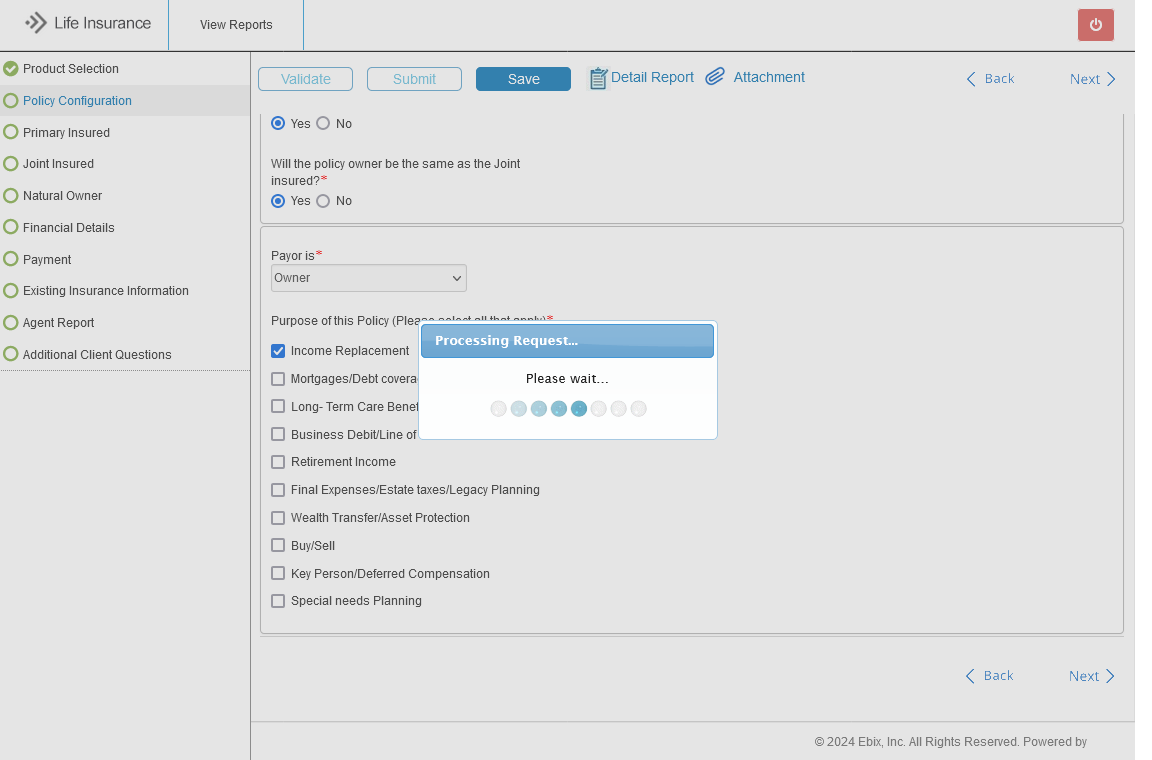 Life Insurance
View Reports
Product Selection
Policy Configuration
Primary Insured
Joint Insured
Natural Owner
Financial Details
Payment
Existing Insurance Information
Agent Report
Additional Client Questions
Validate
Submit
Save
Detail Report
Attachment
Back
Next
Yes
No
Will the policy owner be the same as the Joint
insured?*
Yes
No
Payor is*
Owner
Purpose of this Policy (Please select all that apply)*
Income Replacement
Mortgages/Debt covera
Long- Term Care Benef
Business Debit/Line of
Retirement Income
Final Expenses/Estate taxes/Legacy Planning
Wealth Transfer/Asset Protection
Buy/Sell
Key Person/Deferred Compensation
Special needs Planning
Processing Request...
Please wait...
Back
Next
© 2024 Ebix, Inc. All Rights Reserved. Powered by